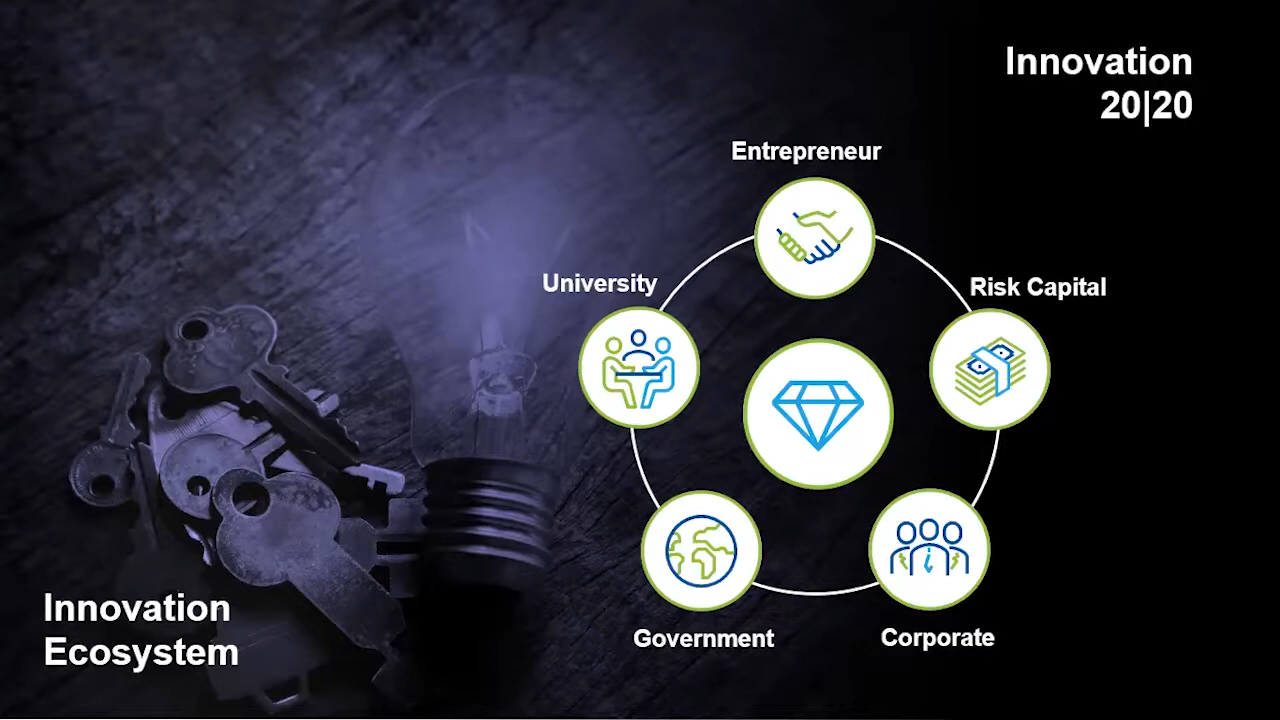 Innovation
20|20
Entrepreneur
University
Risk Capital
Government
Corporate
Innovation
Ecosystem